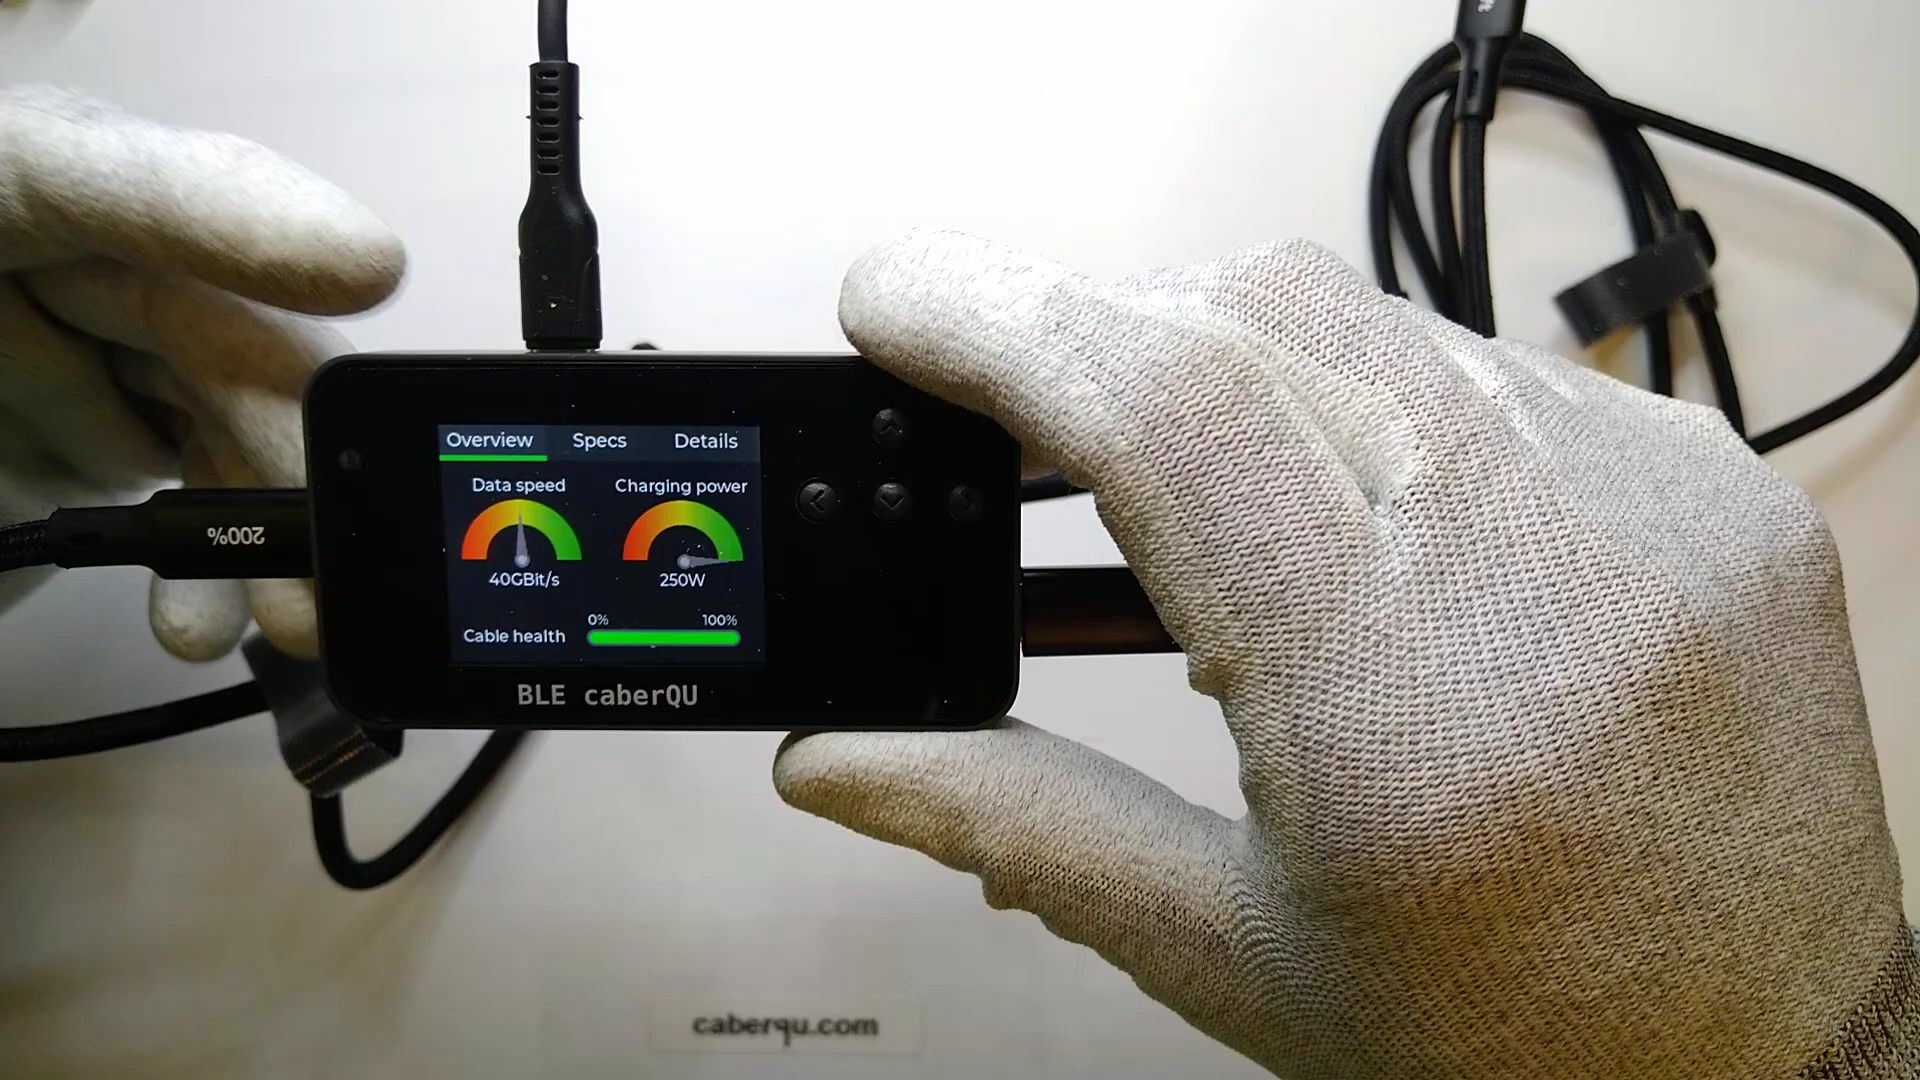 Overview Specs Details
Data speed Charging power
40GBit/s 250W
0% 100%
Cable health
BLE caberQU
200%
caberqu.com